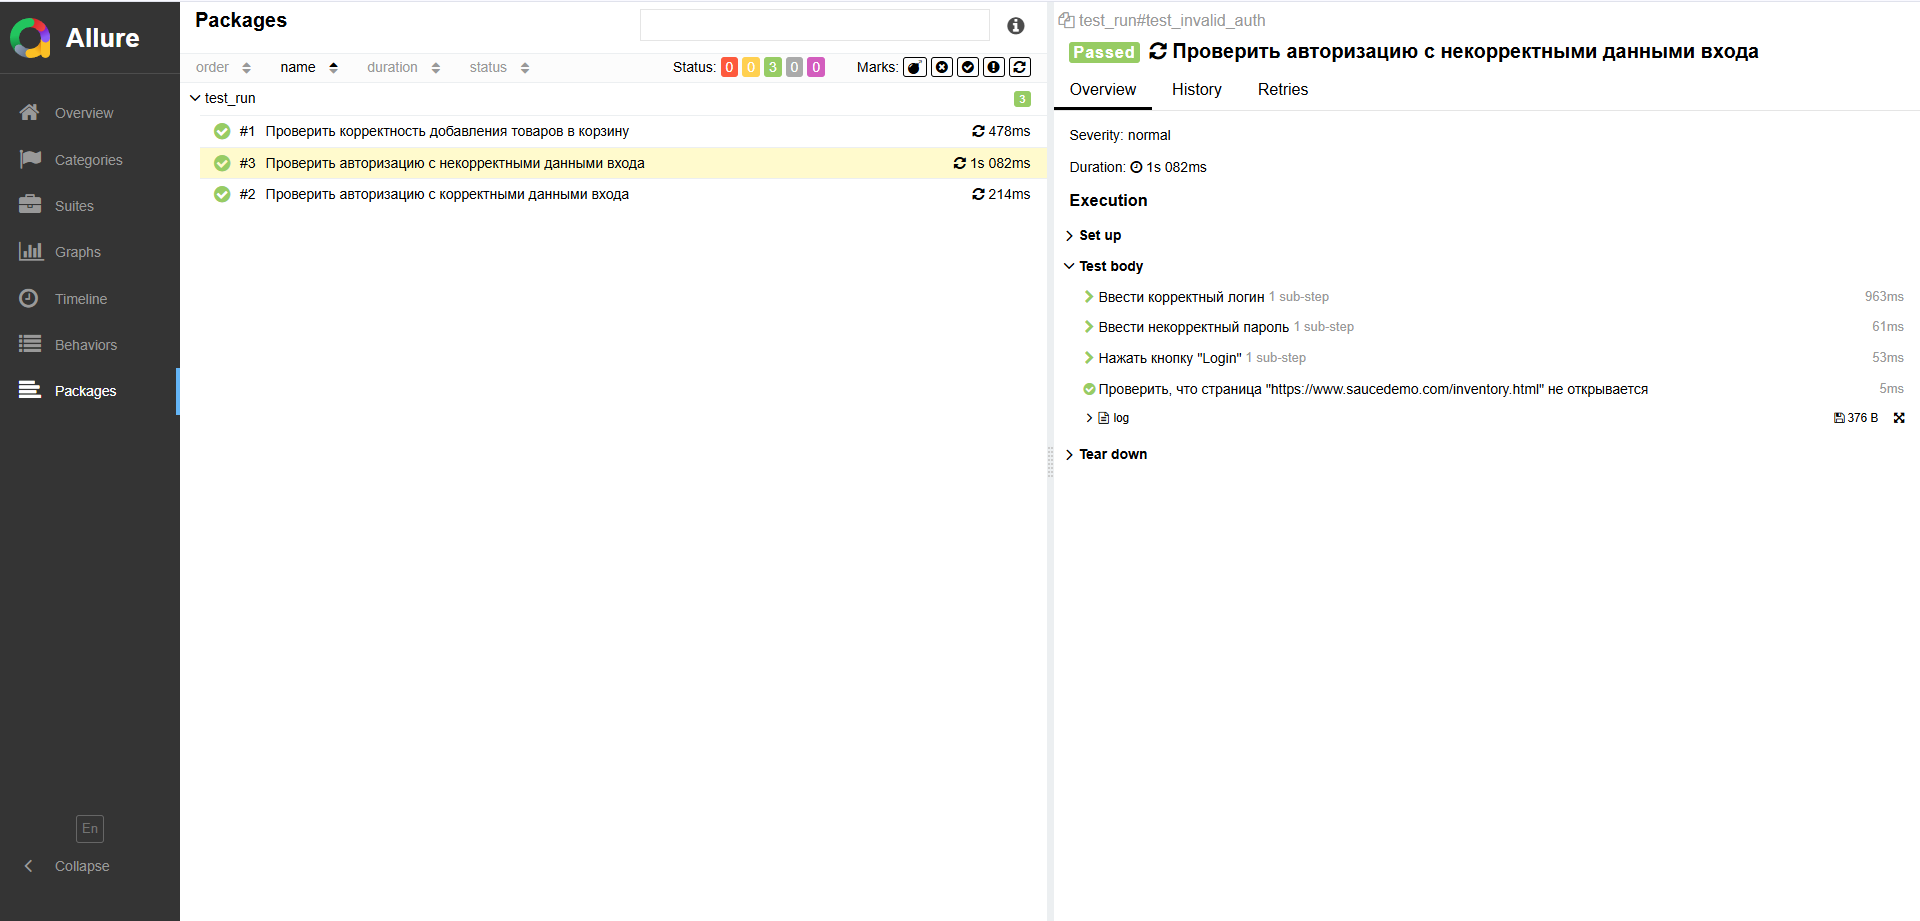 Allure
Overview
Categories
Suites
Graphs
Timeline
Behaviors
Packages
En
Collapse
Packages
order name duration status Status: 0 0 3 0 0 Marks:
test_run 3
#1 Проверить корректность добавления товаров в корзину 478ms
#3 Проверить авторизацию с некорректными данными входа 1s 082ms
#2 Проверить авторизацию с корректными данными входа 214ms
test_run#test_invalid_auth
Passed Проверить авторизацию с некорректными данными входа
Overview History Retries
Severity: normal
Duration: 1s 082ms
Execution
Set up
Test body
Ввести корректный логин 1 sub-step 963ms
Ввести некорректный пароль 1 sub-step 61ms
Нажать кнопку "Login" 1 sub-step 53ms
Проверить, что страница "https://www.saucedemo.com/inventory.html" не открывается 5ms
log 376 B
Tear down